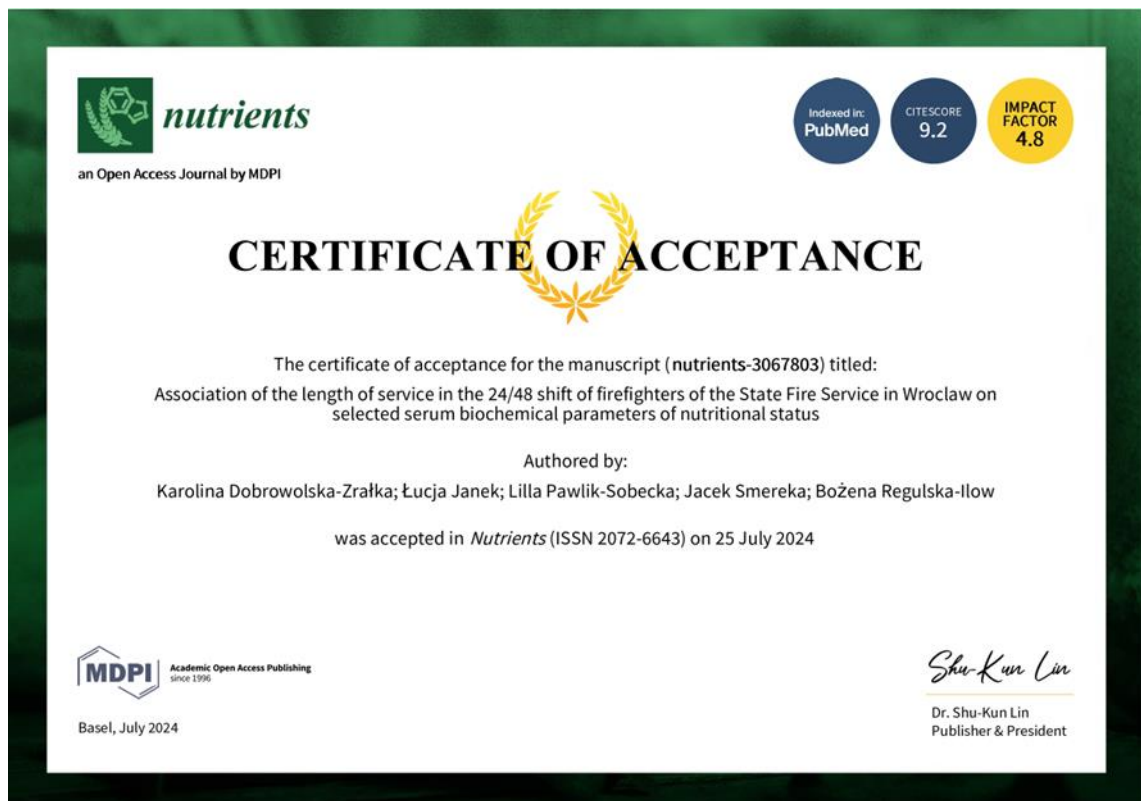 nutrients
an Open Access Journal by MDPI
Indexed in:
PubMed
CITESCORE
9.2
IMPACT
FACTOR
4.8
CERTIFICATE OF ACCEPTANCE
The certificate of acceptance for the manuscript (nutrients-3067803) titled:
Association of the length of service in the 24/48 shift of firefighters of the State Fire Service in Wroclaw on
selected serum biochemical parameters of nutritional status
Authored by:
Karolina Dobrowolska-Zrałka; Łucja Janek; Lilla Pawlik-Sobecka; Jacek Smereka; Bożena Regulska-Ilow
was accepted in Nutrients (ISSN 2072-6643) on 25 July 2024
MDPI
Academic Open Access Publishing
since 1996
Basel, July 2024
Shu-Kun Lin
Dr. Shu-Kun Lin
Publisher & President